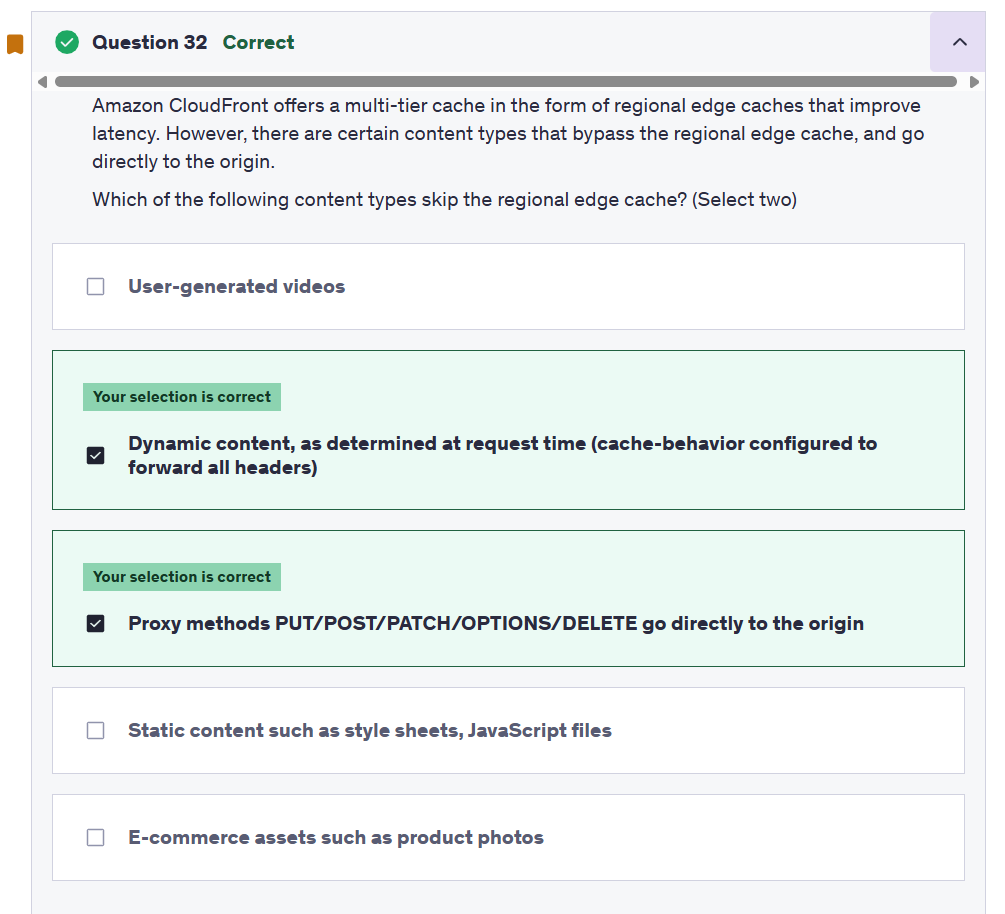 Question 32 Correct
Amazon CloudFront offers a multi-tier cache in the form of regional edge caches that improve
latency. However, there are certain content types that bypass the regional edge cache, and go
directly to the origin.
Which of the following content types skip the regional edge cache? (Select two)
User-generated videos
Your selection is correct
Dynamic content, as determined at request time (cache-behavior configured to
forward all headers)
Your selection is correct
Proxy methods PUT/POST/PATCH/OPTIONS/DELETE go directly to the origin
Static content such as style sheets, JavaScript files
E-commerce assets such as product photos